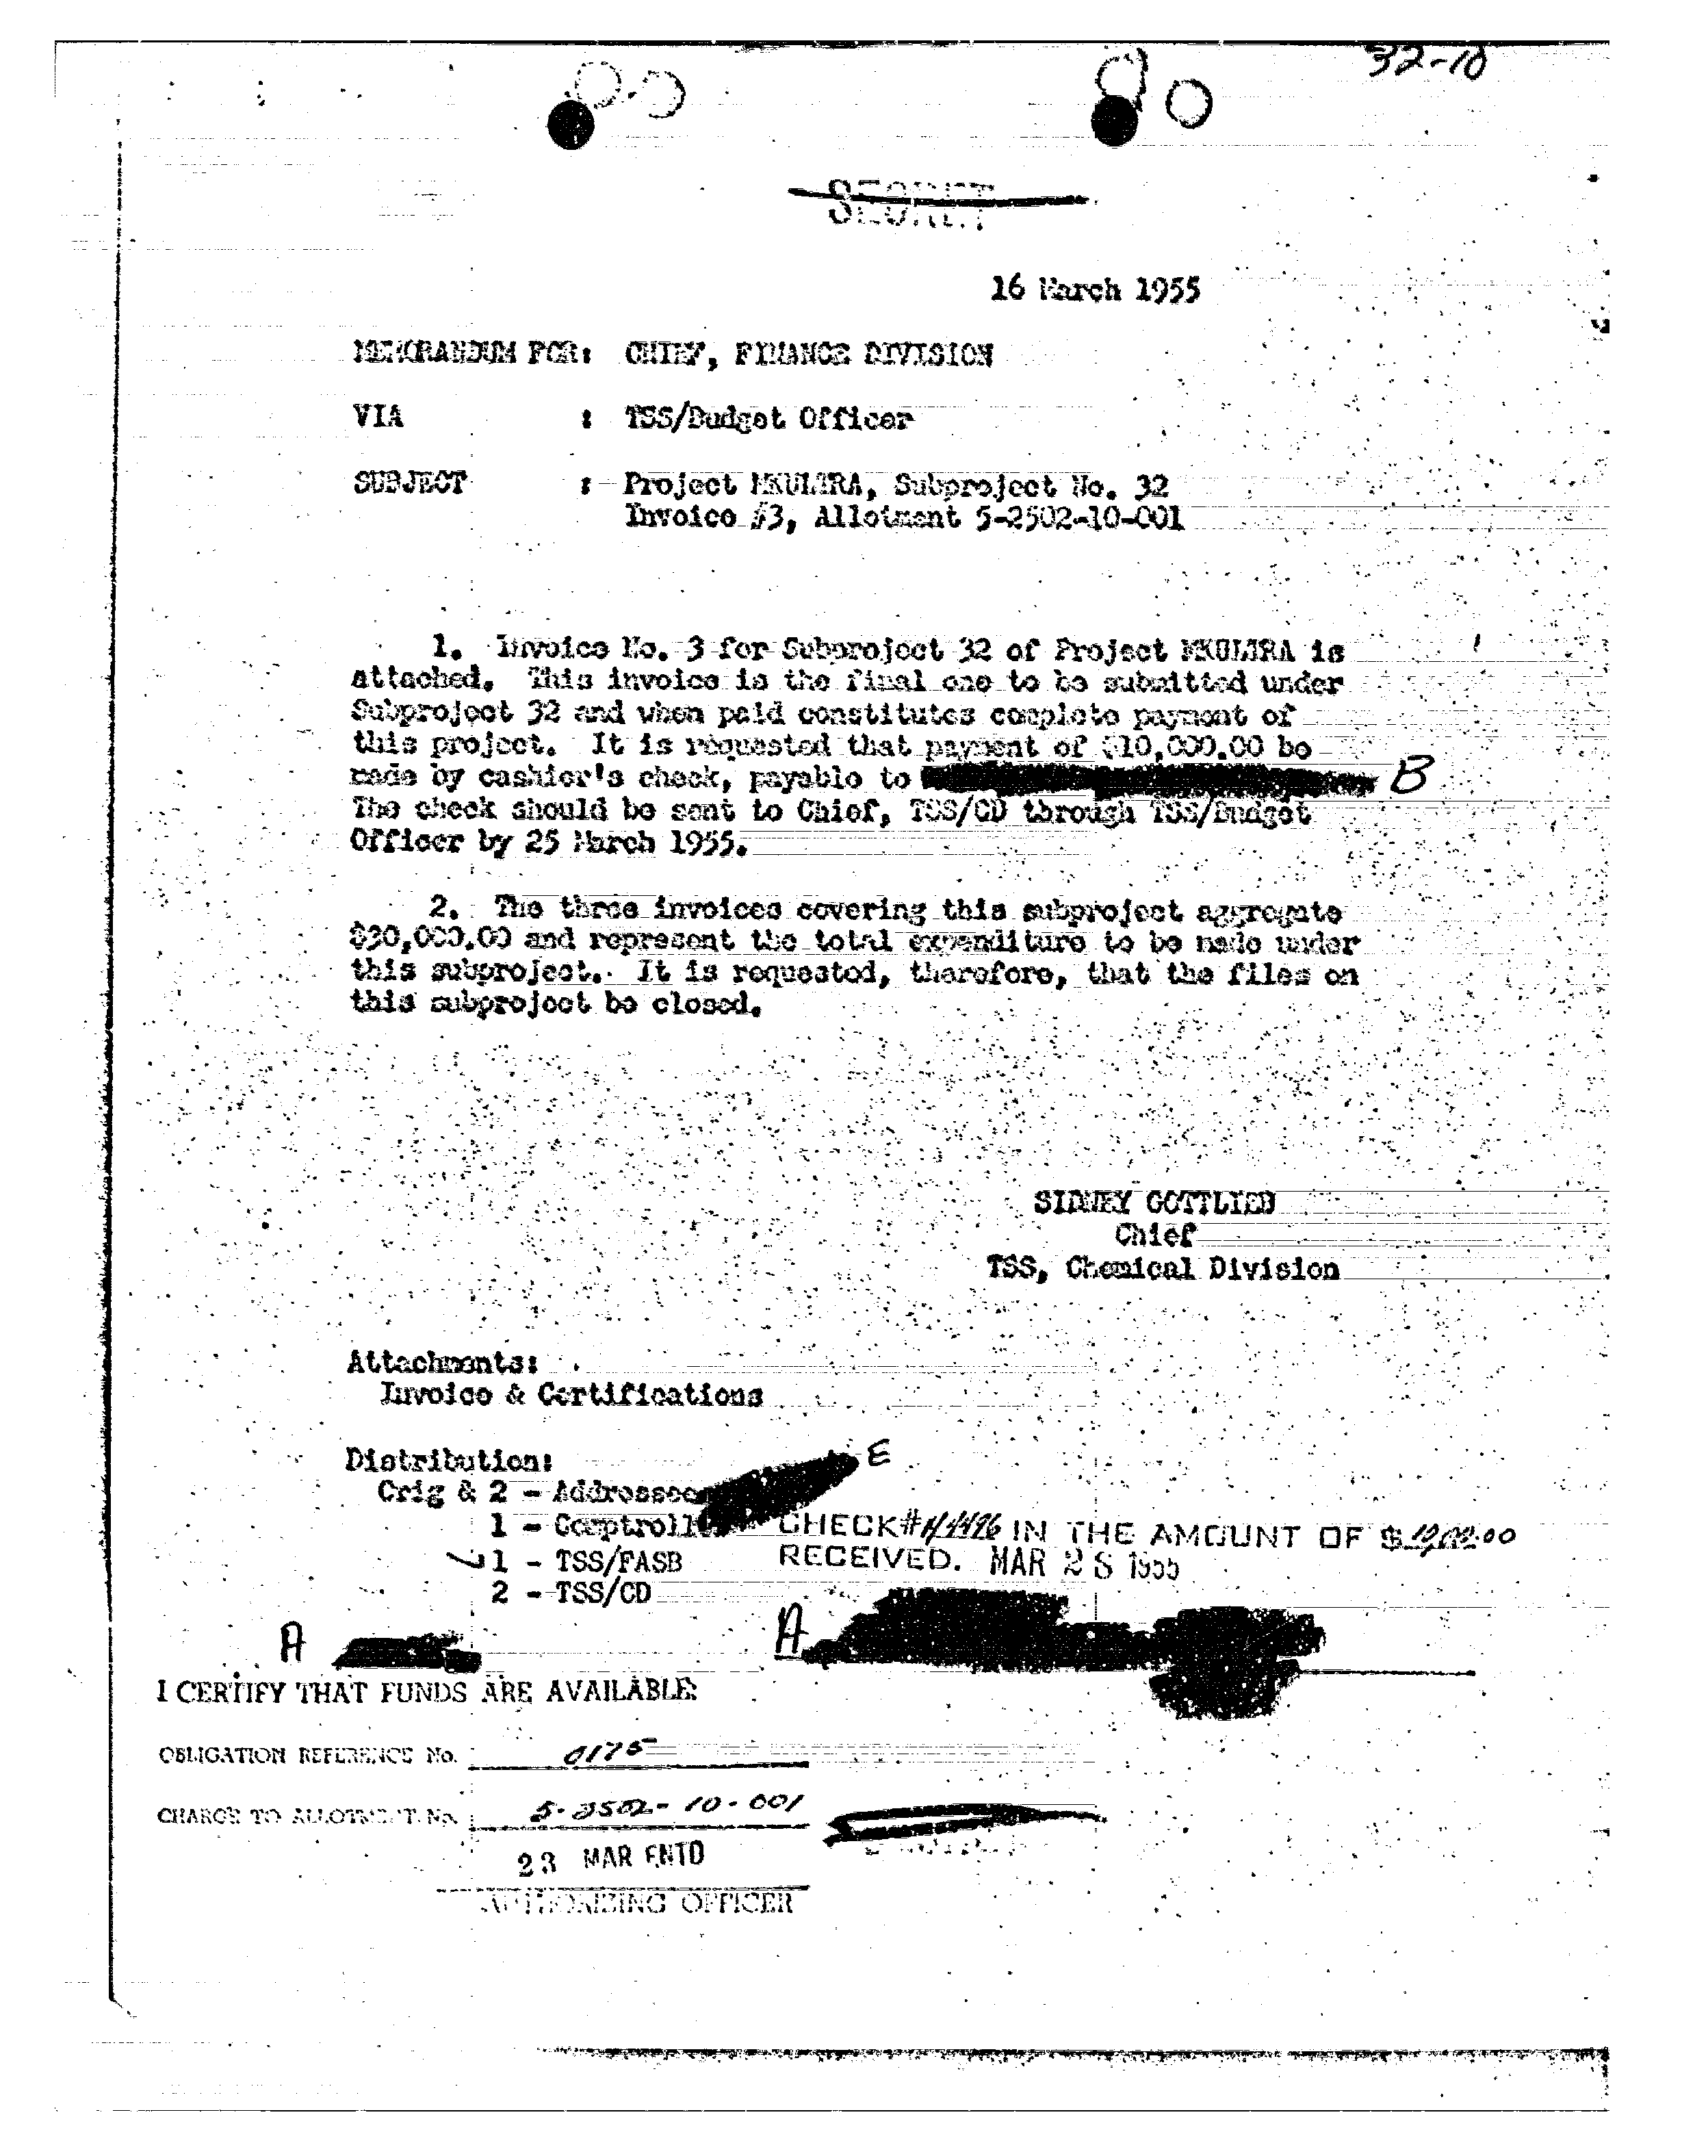 32-10
SECRET
16 March 1955
MEMORANDUM FOR: CHIEF, FINANCE DIVISION
VIA : TSS/Budget Officer
SUBJECT : Project MKULTRA, Subproject No. 32
Invoice #3, Allotment 5-2502-10-001
1. Invoice No. 3 for Subproject 32 of Project MKULTRA is
attached. This invoice is the final one to be submitted under
Subproject 32 and when paid constitutes complete payment of
this project. It is requested that payment of $10,000.00 be
made by cashier's check, payable to B
The check should be sent to Chief, TSS/CD through TSS/Budget
Officer by 25 March 1955.
2. The three invoices covering this subproject aggregate
$30,000.00 and represent the total expenditure to be made under
this subproject. It is requested, therefore, that the files on
this subproject be closed.
SIDNEY GOTTLIEB
Chief
TSS, Chemical Division
Attachments:
Invoice & Certifications
Distribution:
E
Orig & 2 - Addressee
1 - Comptroll
CHECK # IN THE AMOUNT OF $
1 - TSS/FASB
RECEIVED. MAR 28 1955
2 - TSS/CD
A
A
I CERTIFY THAT FUNDS ARE AVAILABLE:
OBLIGATION REFERENCE No. 0175
CHARGE TO ALLOTMENT No. 5-2502-10-001
23 MAR ENTD
AUTHORIZING OFFICER